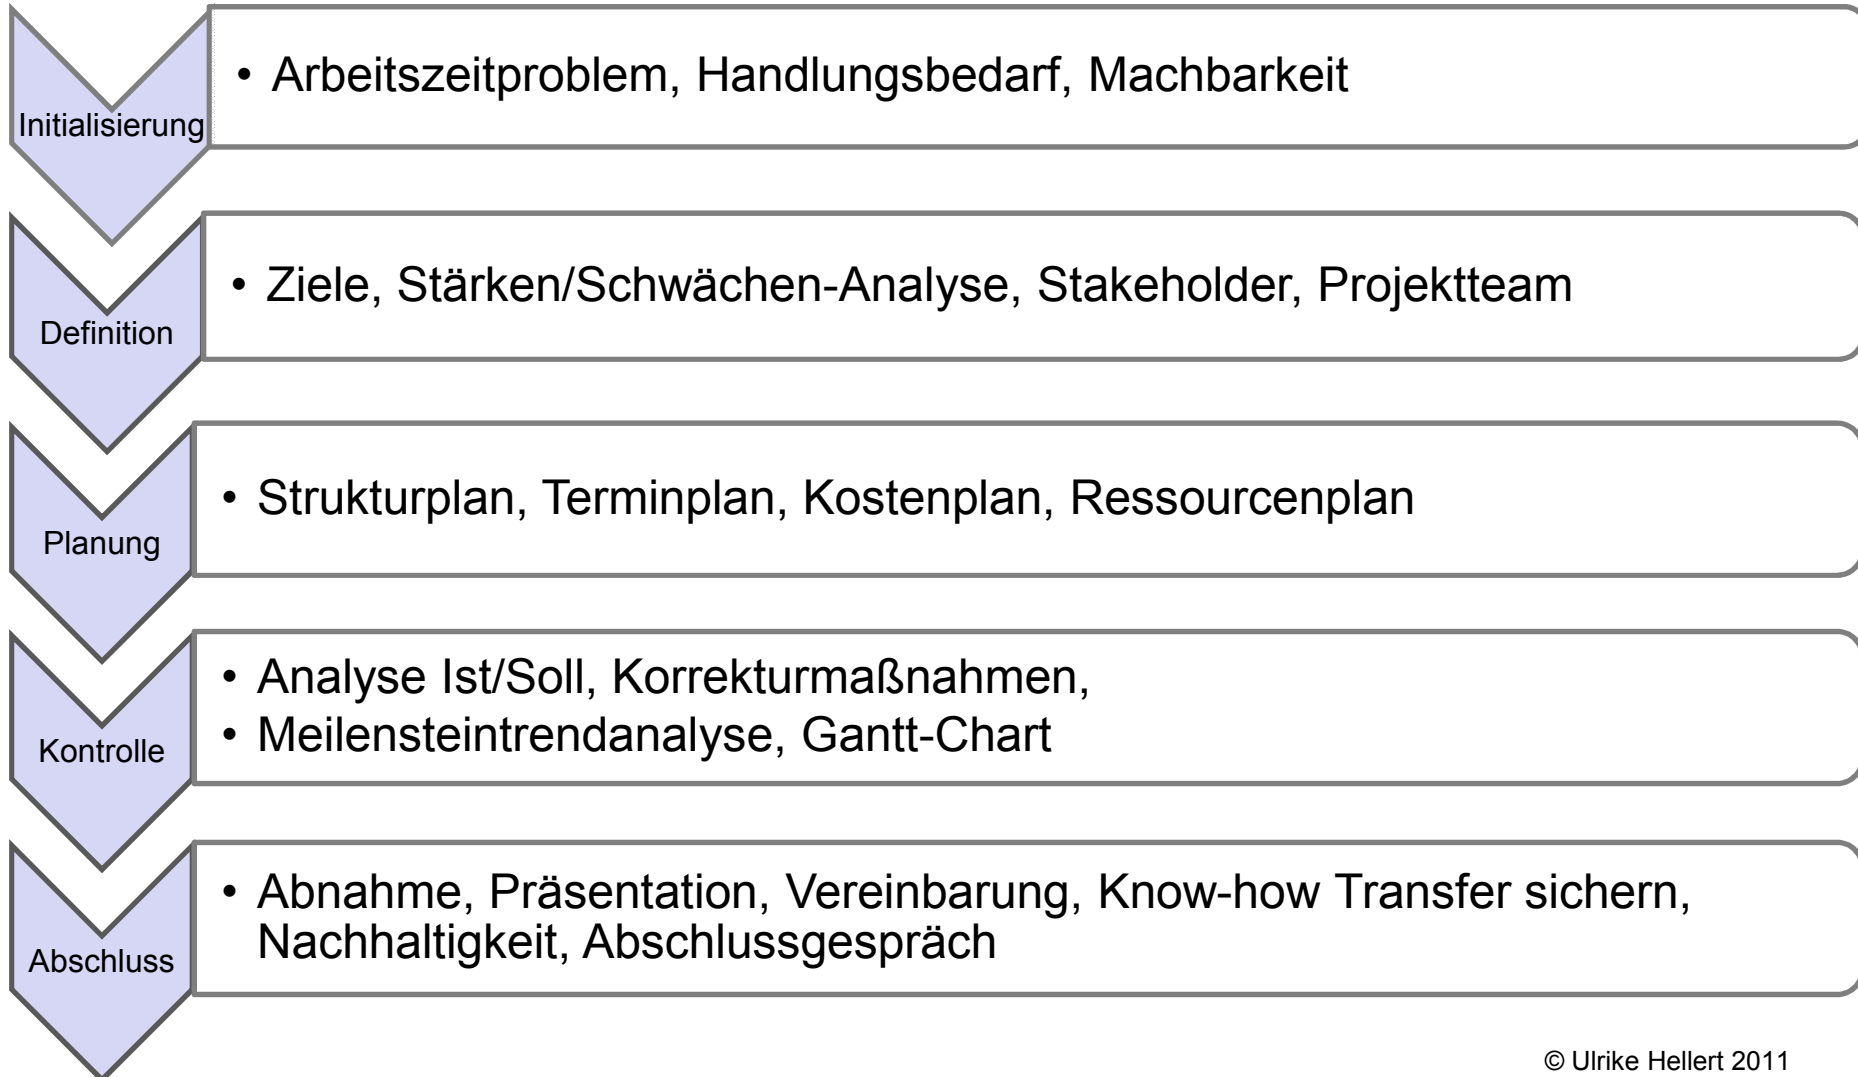 Initialisierung
• Arbeitszeitproblem, Handlungsbedarf, Machbarkeit
Definition
• Ziele, Stärken/Schwächen-Analyse, Stakeholder, Projektteam
Planung
• Strukturplan, Terminplan, Kostenplan, Ressourcenplan
Kontrolle
• Analyse Ist/Soll, Korrekturmaßnahmen,
• Meilensteintrendanalyse, Gantt-Chart
Abschluss
• Abnahme, Präsentation, Vereinbarung, Know-how Transfer sichern,
Nachhaltigkeit, Abschlussgespräch
© Ulrike Hellert 2011